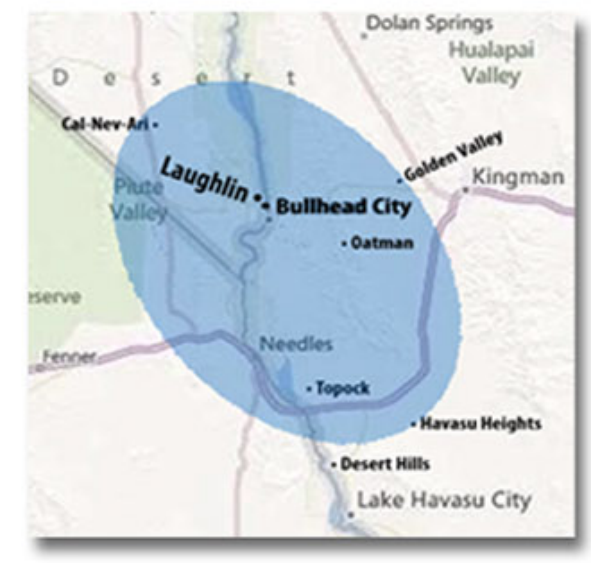 Dolan Springs
Hualapai
Valley
Desert
Cal-Nev-Ari
Golden Valley
Laughlin
Kingman
Piute
Valley
Bullhead City
Oatman
eserve
Needles
Fenner
Topock
Havasu Heights
Desert Hills
Lake Havasu City